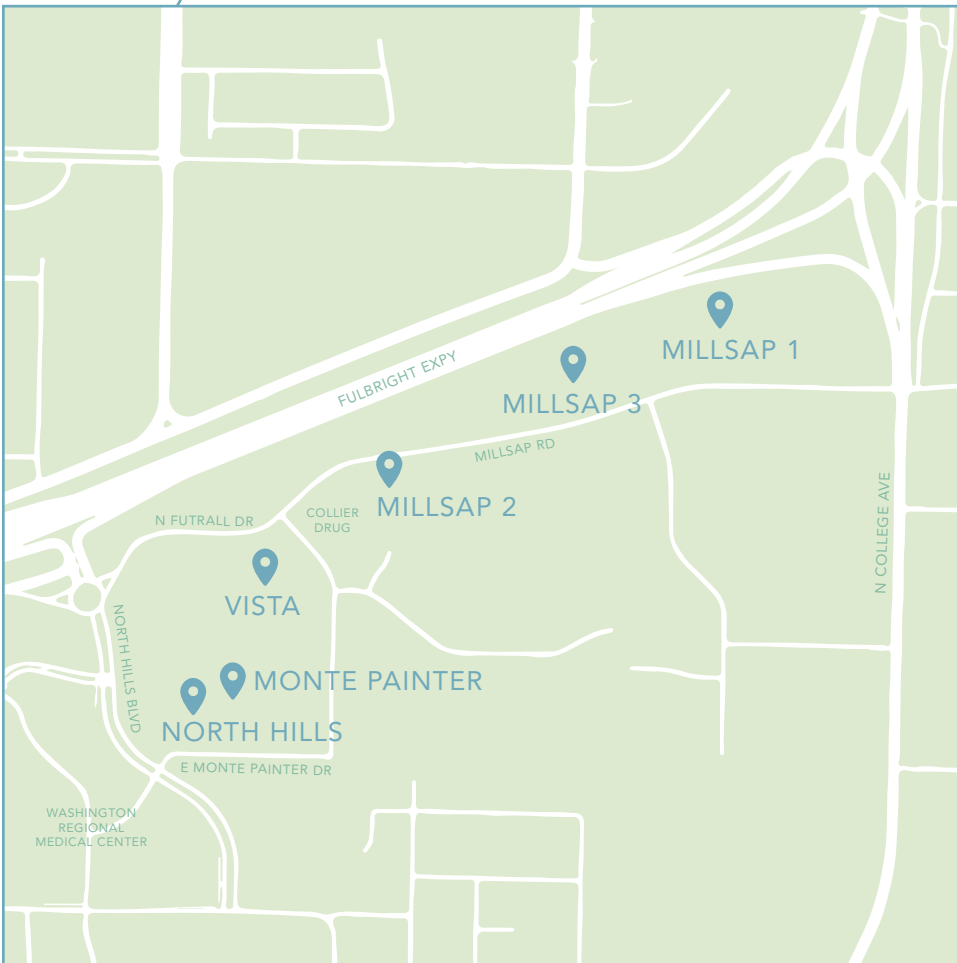 MILLSAP 1
FULBRIGHT EXPY
MILLSAP 3
MILLSAP RD
MILLSAP 2
N FUTRALL DR
COLLIER
DRUG
N COLLEGE AVE
VISTA
NORTH HILLS BLVD
MONTE PAINTER
NORTH HILLS
E MONTE PAINTER DR
WASHINGTON
REGIONAL
MEDICAL CENTER